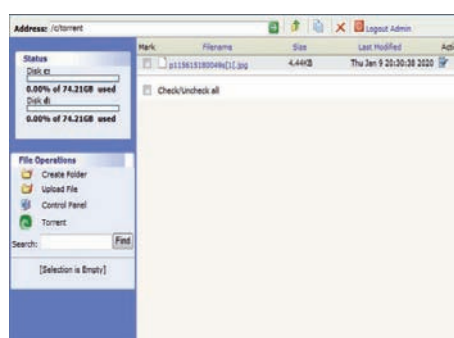 Address: /c/torrent
Logout Admin
Mark Filename Size Last Modified
4,44KB Thu Jan 9 20:30:38 2020
Check/Uncheck all
Status
Disk c:
0.00% of 74.21GB used
Disk d:
0.00% of 74.21GB used
File Operations
Create Folder
Upload File
Control Panel
Torrent
Search: Find
[Selection is Empty]